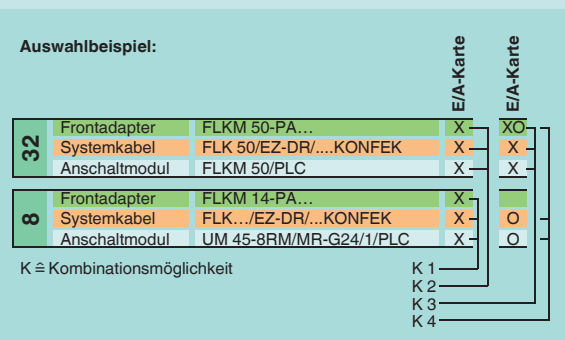 Auswahlbeispiel:
E/A-Karte
E/A-Karte
32
Frontadapter FLKM 50-PA… X XO
Systemkabel FLK 50/EZ-DR/....KONFEK X X
Anschaltmodul FLKM 50/PLC X X
8
Frontadapter FLKM 14-PA… X
Systemkabel FLK…/EZ-DR/...KONFEK X O
Anschaltmodul UM 45-8RM/MR-G24/1/PLC X O
K ≙ Kombinationsmöglichkeit
K 1
K 2
K 3
K 4